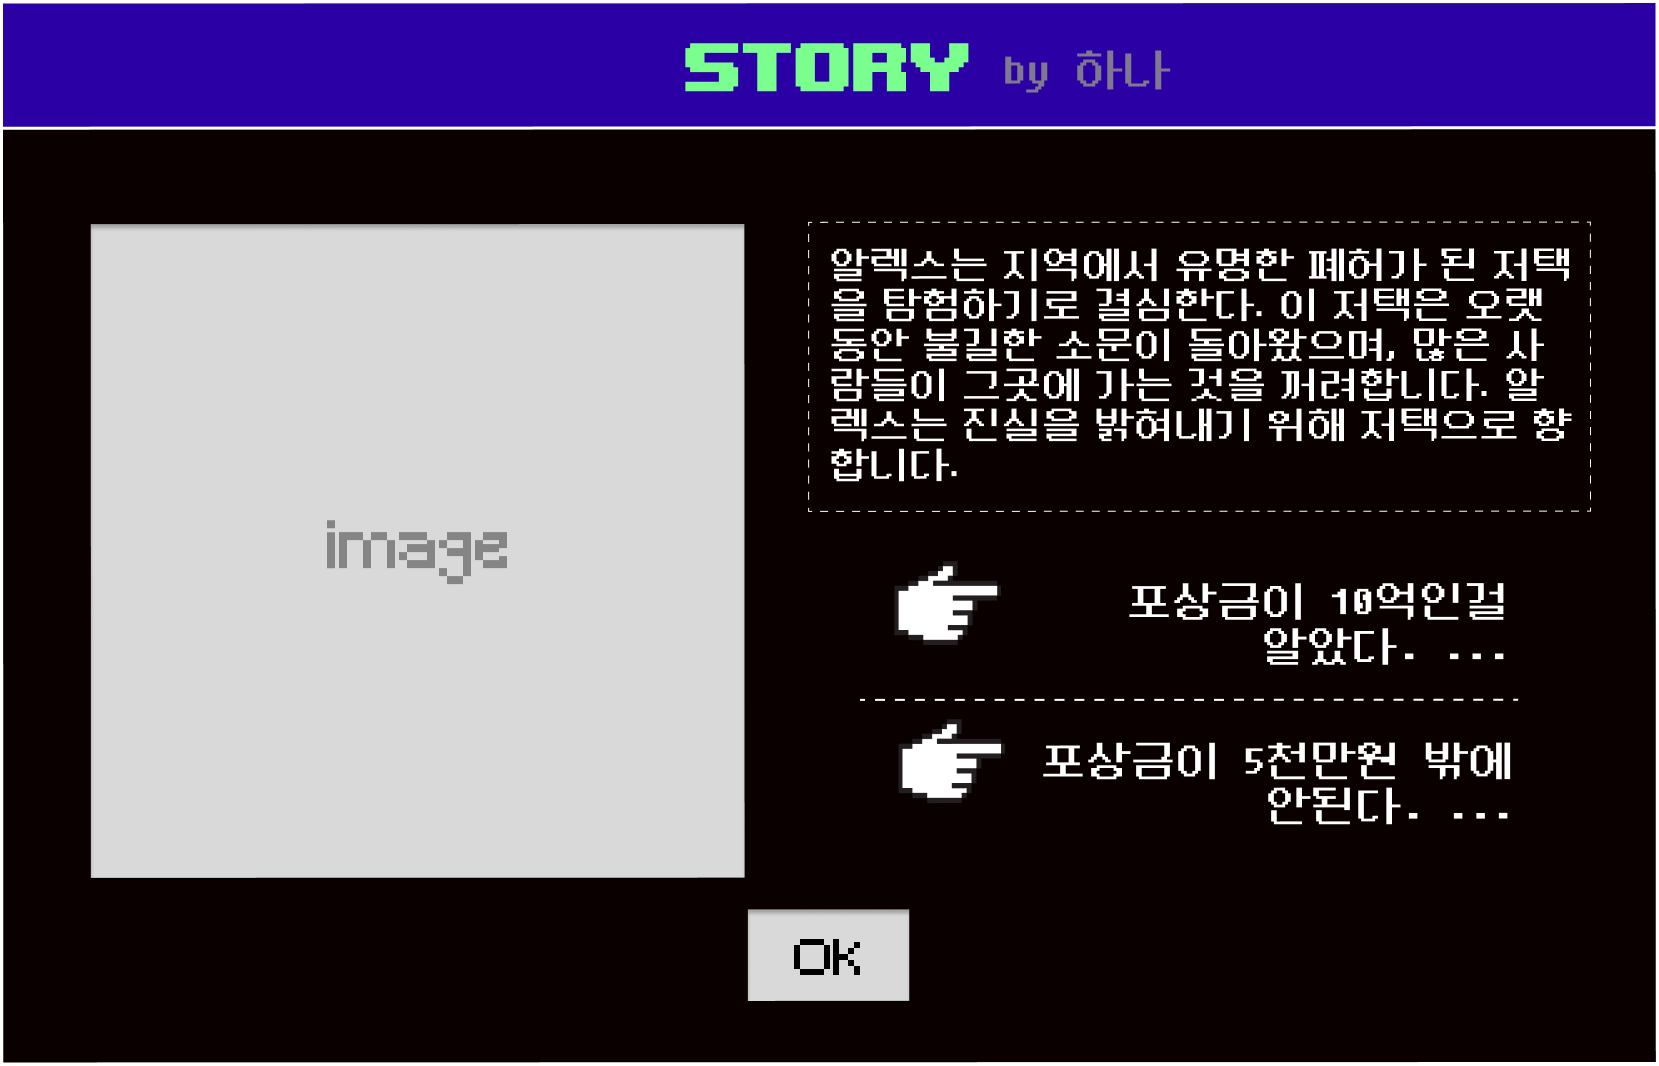 STORY by 하나
알렉스는 지역에서 유명한 폐허가 된 저택
을 탐험하기로 결심한다. 이 저택은 오랫
동안 불길한 소문이 돌아왔으며, 많은 사
람들이 그곳에 가는 것을 꺼려합니다. 알
렉스는 진실을 밝혀내기 위해 저택으로 향
합니다.
image
포상금이 10억인걸
알았다. ...
포상금이 5천만원 밖에
안된다. ...
OK